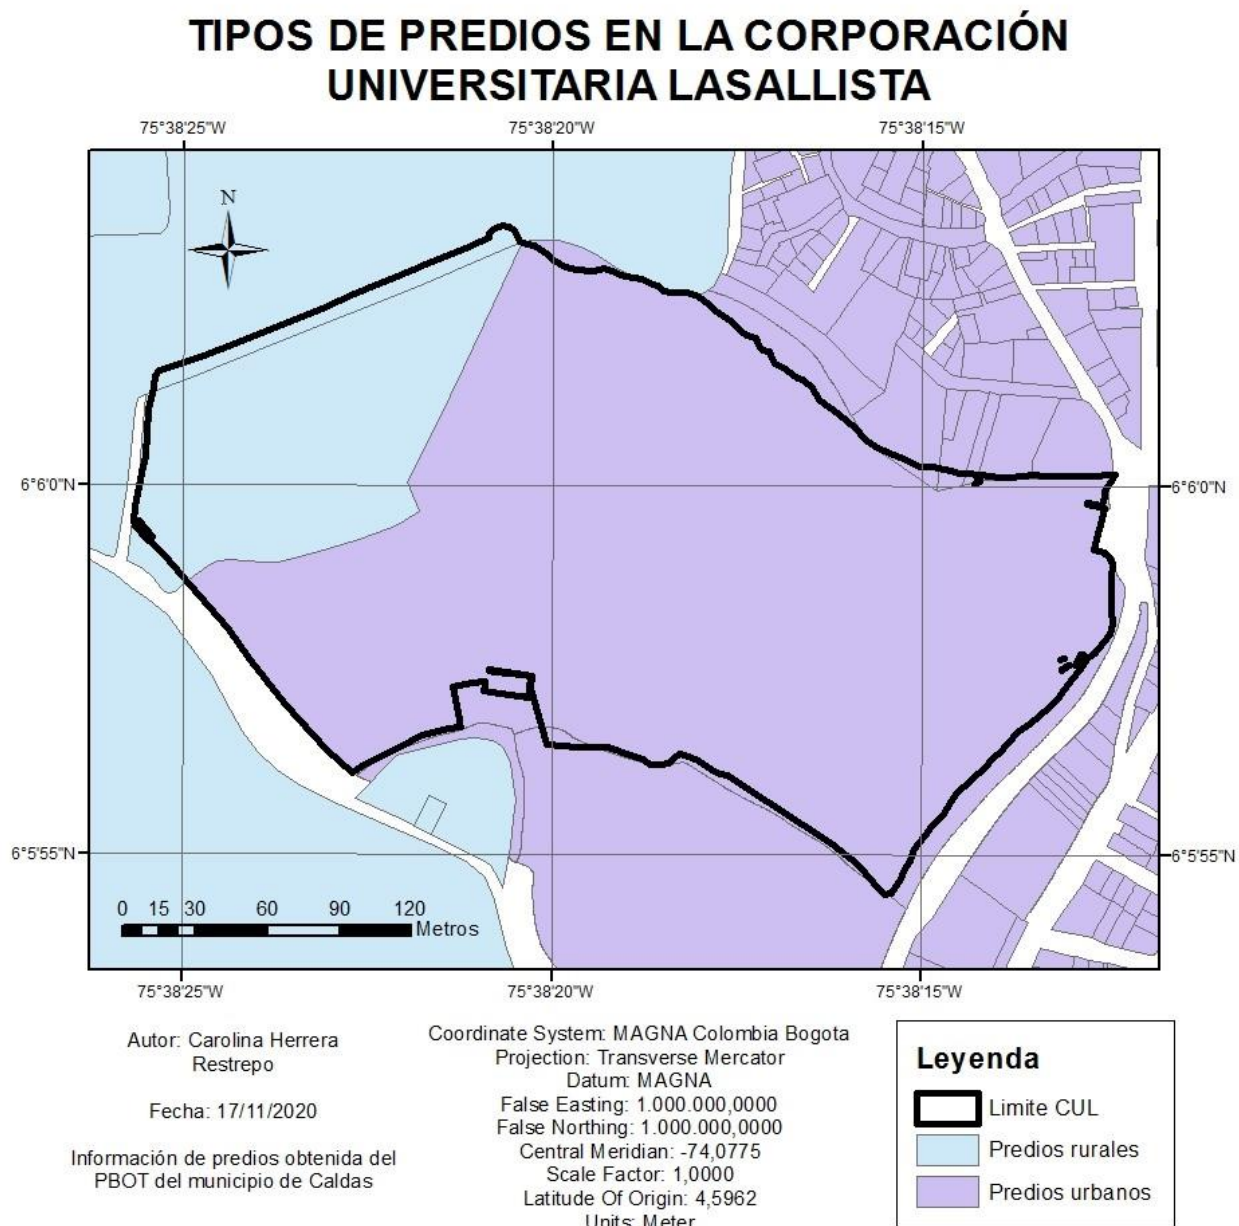 TIPOS DE PREDIOS EN LA CORPORACIÓN
UNIVERSITARIA LASALLISTA
75°38'25"W
75°38'20"W
75°38'15"W
N
6°6'0"N
6°6'0"N
6°5'55"N
6°5'55"N
0 15 30 60 90 120
Metros
75°38'25"W
75°38'20"W
75°38'15"W
Autor: Carolina Herrera
Restrepo
Fecha: 17/11/2020
Información de predios obtenida del
PBOT del municipio de Caldas
Coordinate System: MAGNA Colombia Bogota
Projection: Transverse Mercator
Datum: MAGNA
False Easting: 1.000.000,0000
False Northing: 1.000.000,0000
Central Meridian: -74,0775
Scale Factor: 1,0000
Latitude Of Origin: 4,5962
Units: Meter
Leyenda
Limite CUL
Predios rurales
Predios urbanos